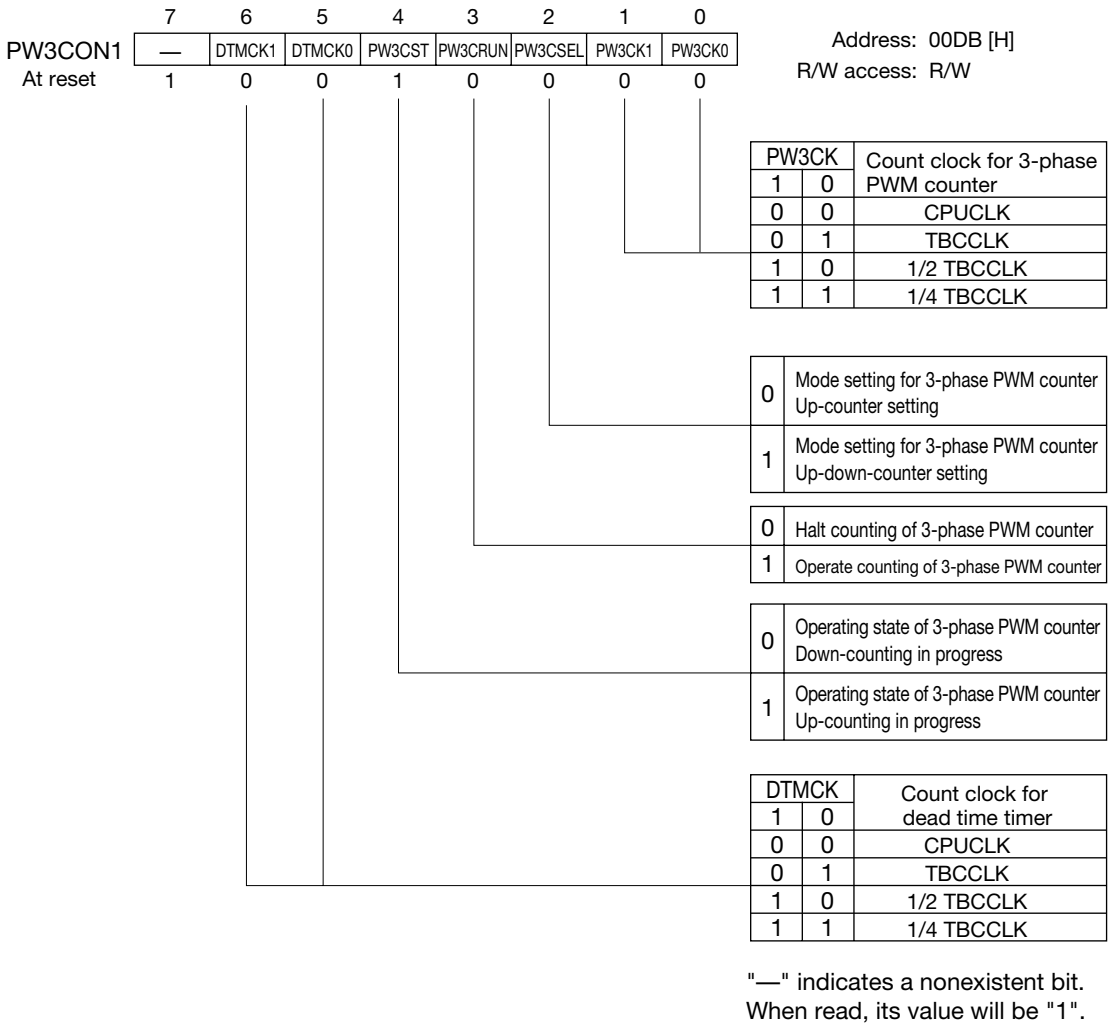 7 6 5 4 3 2 1 0
PW3CON1 — DTMCK1 DTMCK0 PW3CST PW3CRUN PW3CSEL PW3CK1 PW3CK0
At reset 1 0 0 1 0 0 0 0
Address: 00DB [H]
R/W access: R/W
PW3CK Count clock for 3-phase
1 0 PWM counter
0 0 CPUCLK
0 1 TBCCLK
1 0 1/2 TBCCLK
1 1 1/4 TBCCLK
0 Mode setting for 3-phase PWM counter
Up-counter setting
1 Mode setting for 3-phase PWM counter
Up-down-counter setting
0 Halt counting of 3-phase PWM counter
1 Operate counting of 3-phase PWM counter
0 Operating state of 3-phase PWM counter
Down-counting in progress
1 Operating state of 3-phase PWM counter
Up-counting in progress
DTMCK Count clock for
1 0 dead time timer
0 0 CPUCLK
0 1 TBCCLK
1 0 1/2 TBCCLK
1 1 1/4 TBCCLK
"—" indicates a nonexistent bit.
When read, its value will be "1".